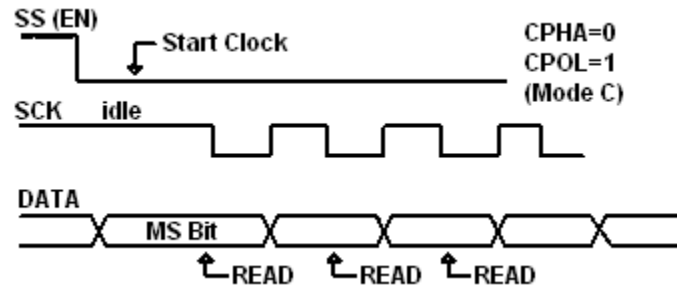 SS (EN)
Start Clock
CPHA=0
CPOL=1
(Mode C)
SCK idle
DATA
MS Bit
READ READ READ